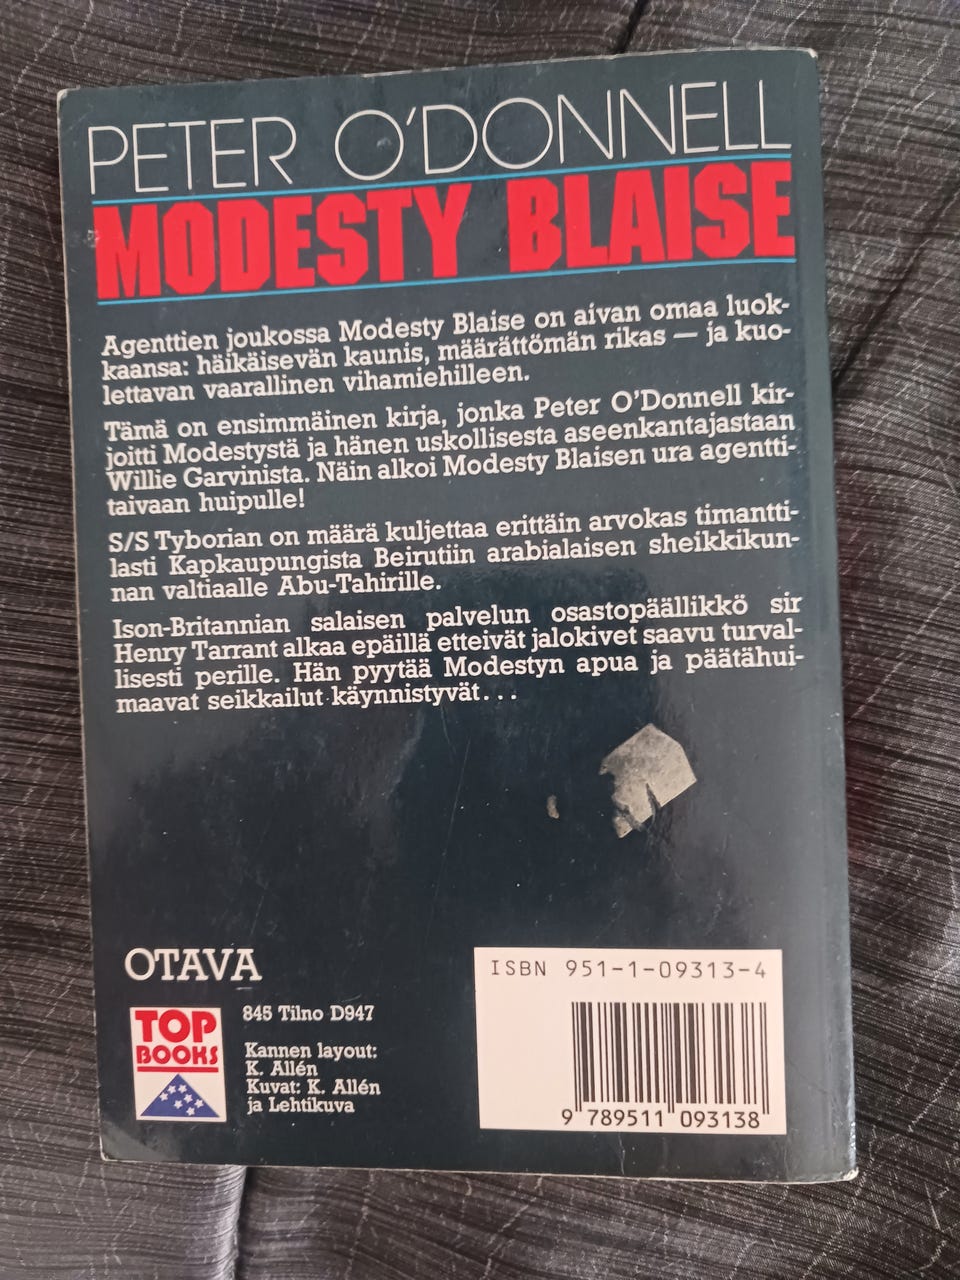 PETER O'DONNELL
MODESTY BLAISE
Agenttien joukossa Modesty Blaise on aivan omaa luok-
kaansa: häikäisevän kaunis, määrättömän rikas — ja kuo-
lettavan vaarallinen vihamiehilleen.
Tämä on ensimmäinen kirja, jonka Peter O'Donnell kir-
joitti Modestystä ja hänen uskollisesta aseenkantajastaan
Willie Garvinista. Näin alkoi Modesty Blaisen ura agentti-
taivaan huipulle!
S/S Tyborian on määrä kuljettaa erittäin arvokas timantti-
lasti Kapkaupungista Beirutiin arabialaisen sheikkikun-
nan valtiaalle Abu-Tahirille.
Ison-Britannian salaisen palvelun osastopäällikkö sir
Henry Tarrant alkaa epäillä etteivät jalokivet saavu turval-
lisesti perille. Hän pyytää Modestyn apua ja päätähui-
maavat seikkailut käynnistyvät...
OTAVA
TOP
BOOKS
845 Tilno D947
Kannen layout:
K. Allén
Kuvat: K. Allén
ja Lehtikuva
ISBN 951-1-09313-4
9 789511 093138